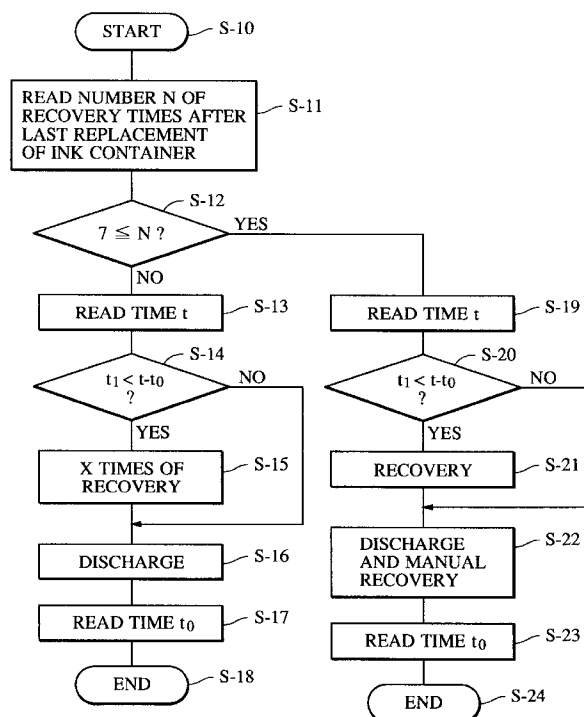 START
S-10
READ NUMBER N OF
RECOVERY TIMES AFTER
LAST REPLACEMENT
OF INK CONTAINER
S-11
S-12
7 ≦ N ?
YES
NO
READ TIME t
S-13
S-14
t1 < t-t0
?
NO
YES
X TIMES OF
RECOVERY
S-15
DISCHARGE
S-16
READ TIME t0
S-17
END
S-18
READ TIME t
S-19
S-20
t1 < t-t0
?
NO
YES
RECOVERY
S-21
DISCHARGE
AND MANUAL
RECOVERY
S-22
READ TIME t0
S-23
END
S-24